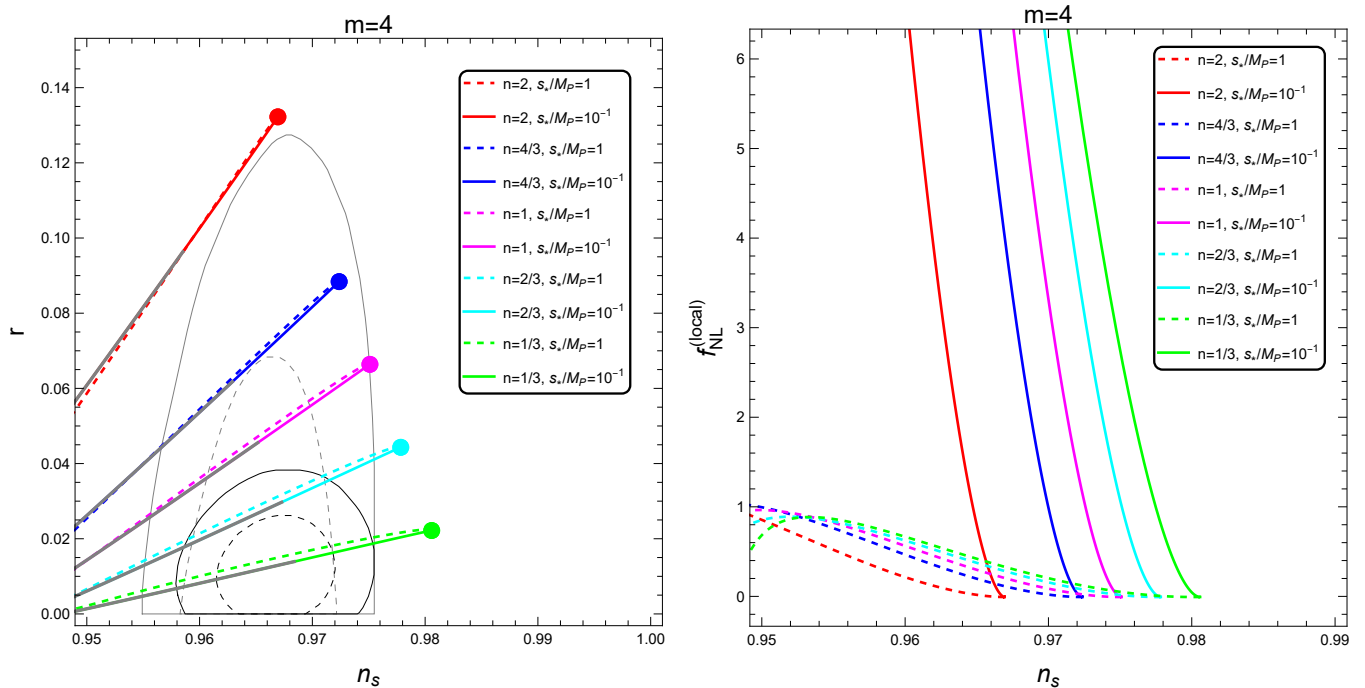 m=4
r
0.14
0.12
0.10
0.08
0.06
0.04
0.02
0.00
0.95
0.96
0.97
0.98
0.99
1.00
n_s
n=2, s_*/M_P=1
n=2, s_*/M_P=10^-1
n=4/3, s_*/M_P=1
n=4/3, s_*/M_P=10^-1
n=1, s_*/M_P=1
n=1, s_*/M_P=10^-1
n=2/3, s_*/M_P=1
n=2/3, s_*/M_P=10^-1
n=1/3, s_*/M_P=1
n=1/3, s_*/M_P=10^-1
m=4
f_NL^(local)
6
5
4
3
2
1
0
0.95
0.96
0.97
0.98
0.99
n_s
n=2, s_*/M_P=1
n=2, s_*/M_P=10^-1
n=4/3, s_*/M_P=1
n=4/3, s_*/M_P=10^-1
n=1, s_*/M_P=1
n=1, s_*/M_P=10^-1
n=2/3, s_*/M_P=1
n=2/3, s_*/M_P=10^-1
n=1/3, s_*/M_P=1
n=1/3, s_*/M_P=10^-1